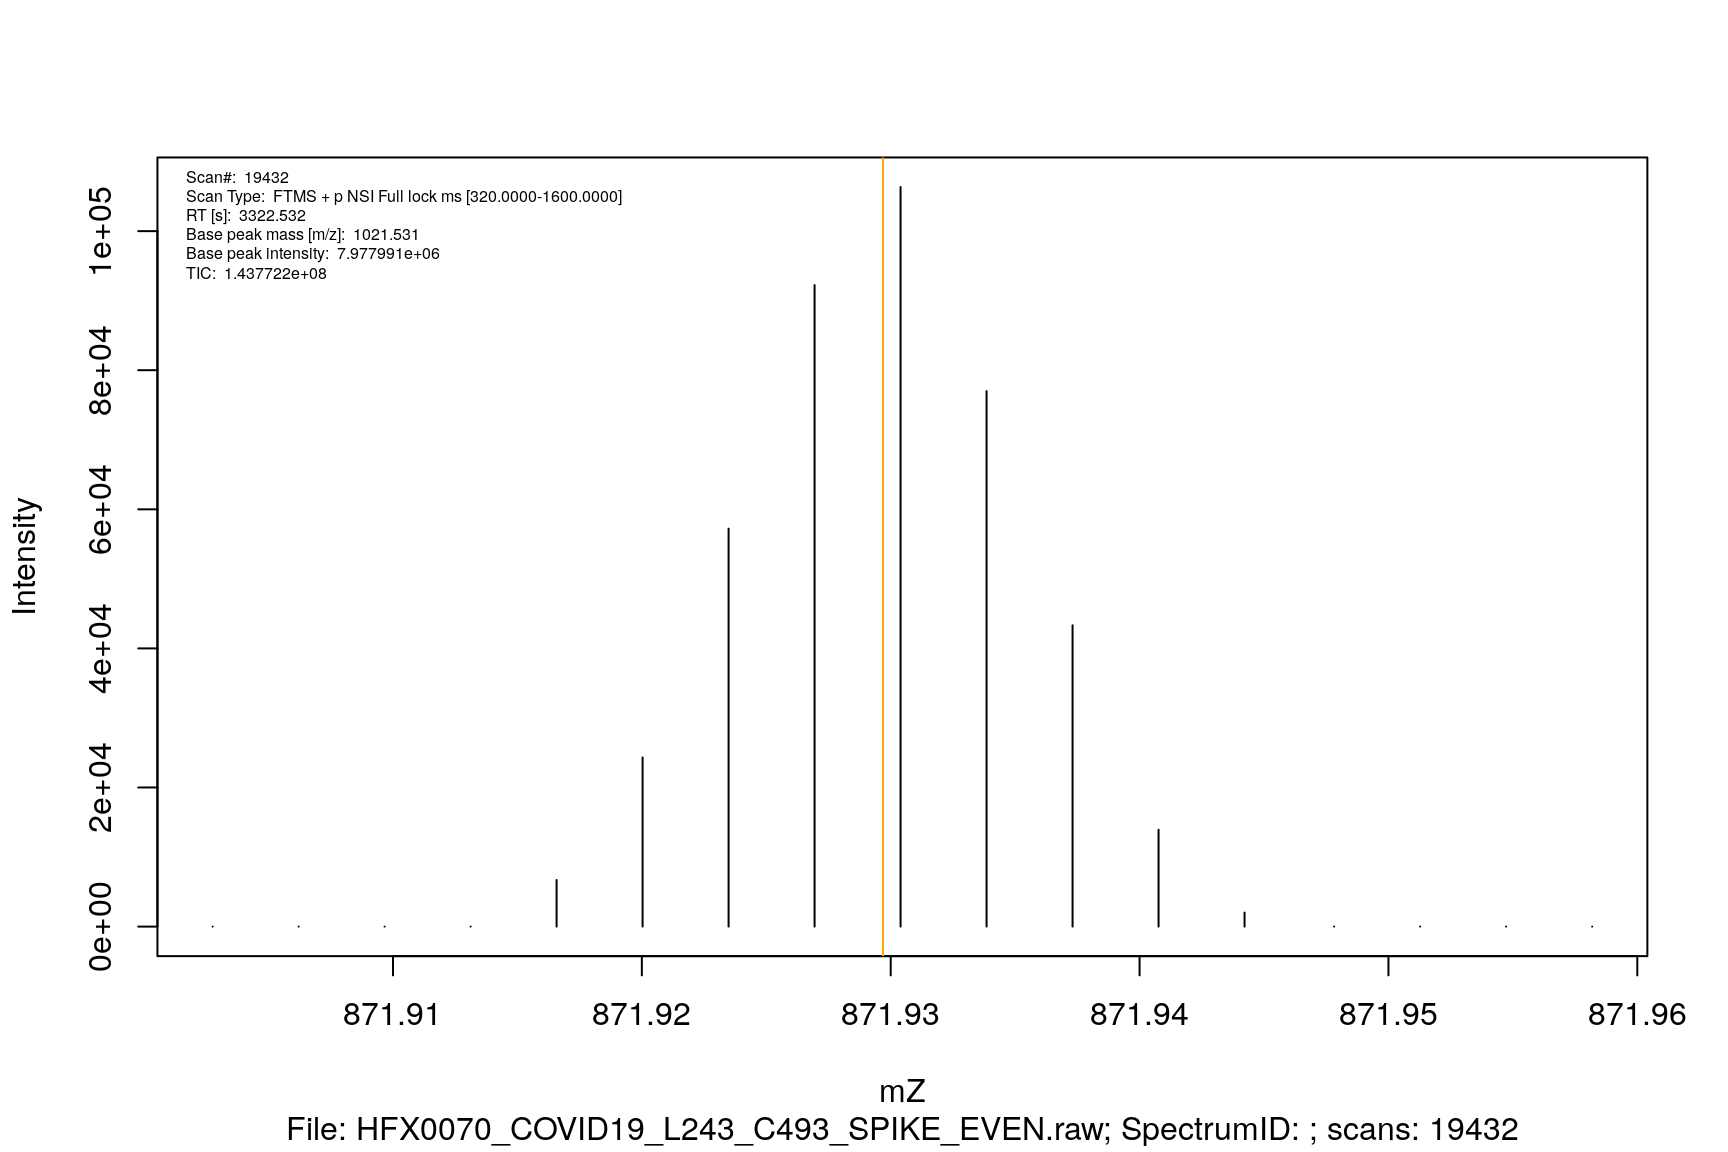 Scan#: 19432
Scan Type: FTMS + p NSI Full lock ms [320.0000-1600.0000]
RT [s]: 3322.532
Base peak mass [m/z]: 1021.531
Base peak intensity: 7.977991e+06
TIC: 1.437722e+08
1e+05
8e+04
6e+04
4e+04
2e+04
0e+00
Intensity
871.91 871.92 871.93 871.94 871.95 871.96
mZ
File: HFX0070_COVID19_L243_C493_SPIKE_EVEN.raw; SpectrumID: ; scans: 19432